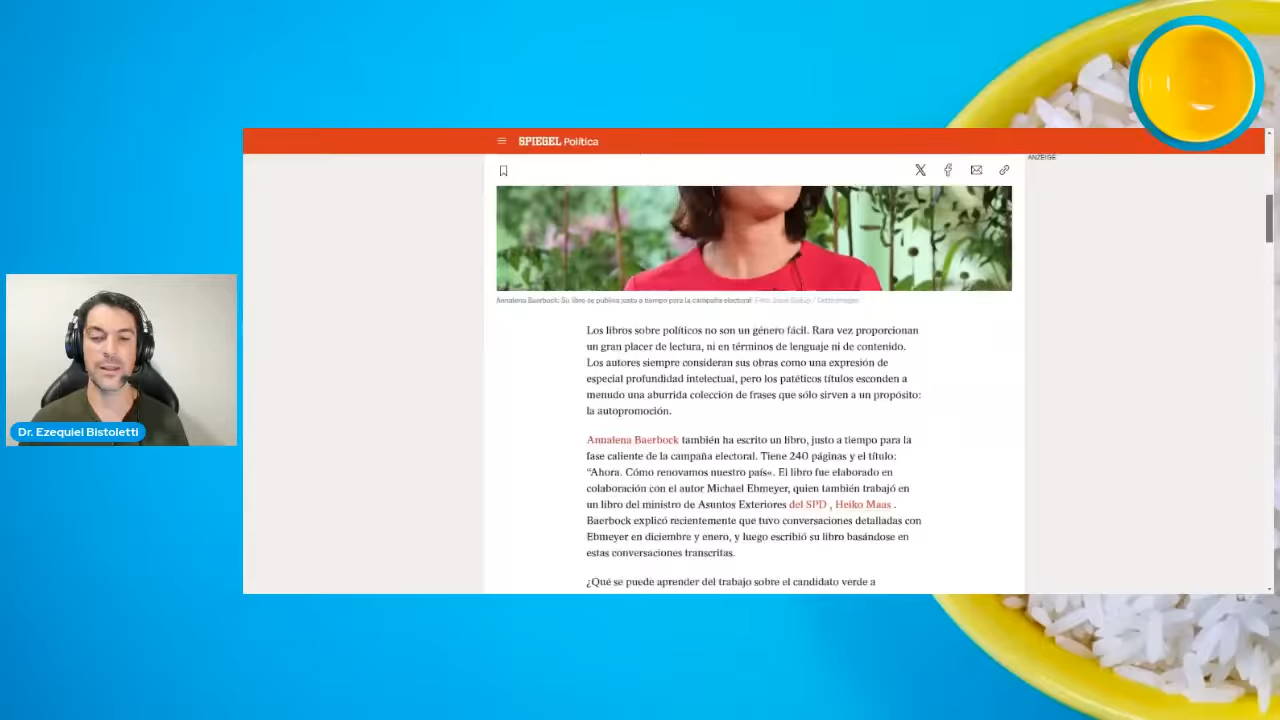 SPIEGEL Política
ANZEIGE
Annalena Baerbock: Su libro se publica justo a tiempo para la campaña electoral
Los libros sobre políticos no son un género fácil. Rara vez proporcionan
un gran placer de lectura, ni en términos de lenguaje ni de contenido.
Los autores siempre consideran sus obras como una expresión de
especial profundidad intelectual, pero los patéticos títulos esconden a
menudo una aburrida colección de frases que sólo sirven a un propósito:
la autopromoción.
Annalena Baerbock también ha escrito un libro, justo a tiempo para la
fase caliente de la campaña electoral. Tiene 240 páginas y el título:
“Ahora. Cómo renovamos nuestro país«. El libro fue elaborado en
colaboración con el autor Michael Ebmeyer, quien también trabajó en
un libro del ministro de Asuntos Exteriores del SPD , Heiko Maas .
Baerbock explicó recientemente que tuvo conversaciones detalladas con
Ebmeyer en diciembre y enero, y luego escribió su libro basándose en
estas conversaciones transcritas.
¿Qué se puede aprender del trabajo sobre el candidato verde a
Dr. Ezequiel Bistoletti